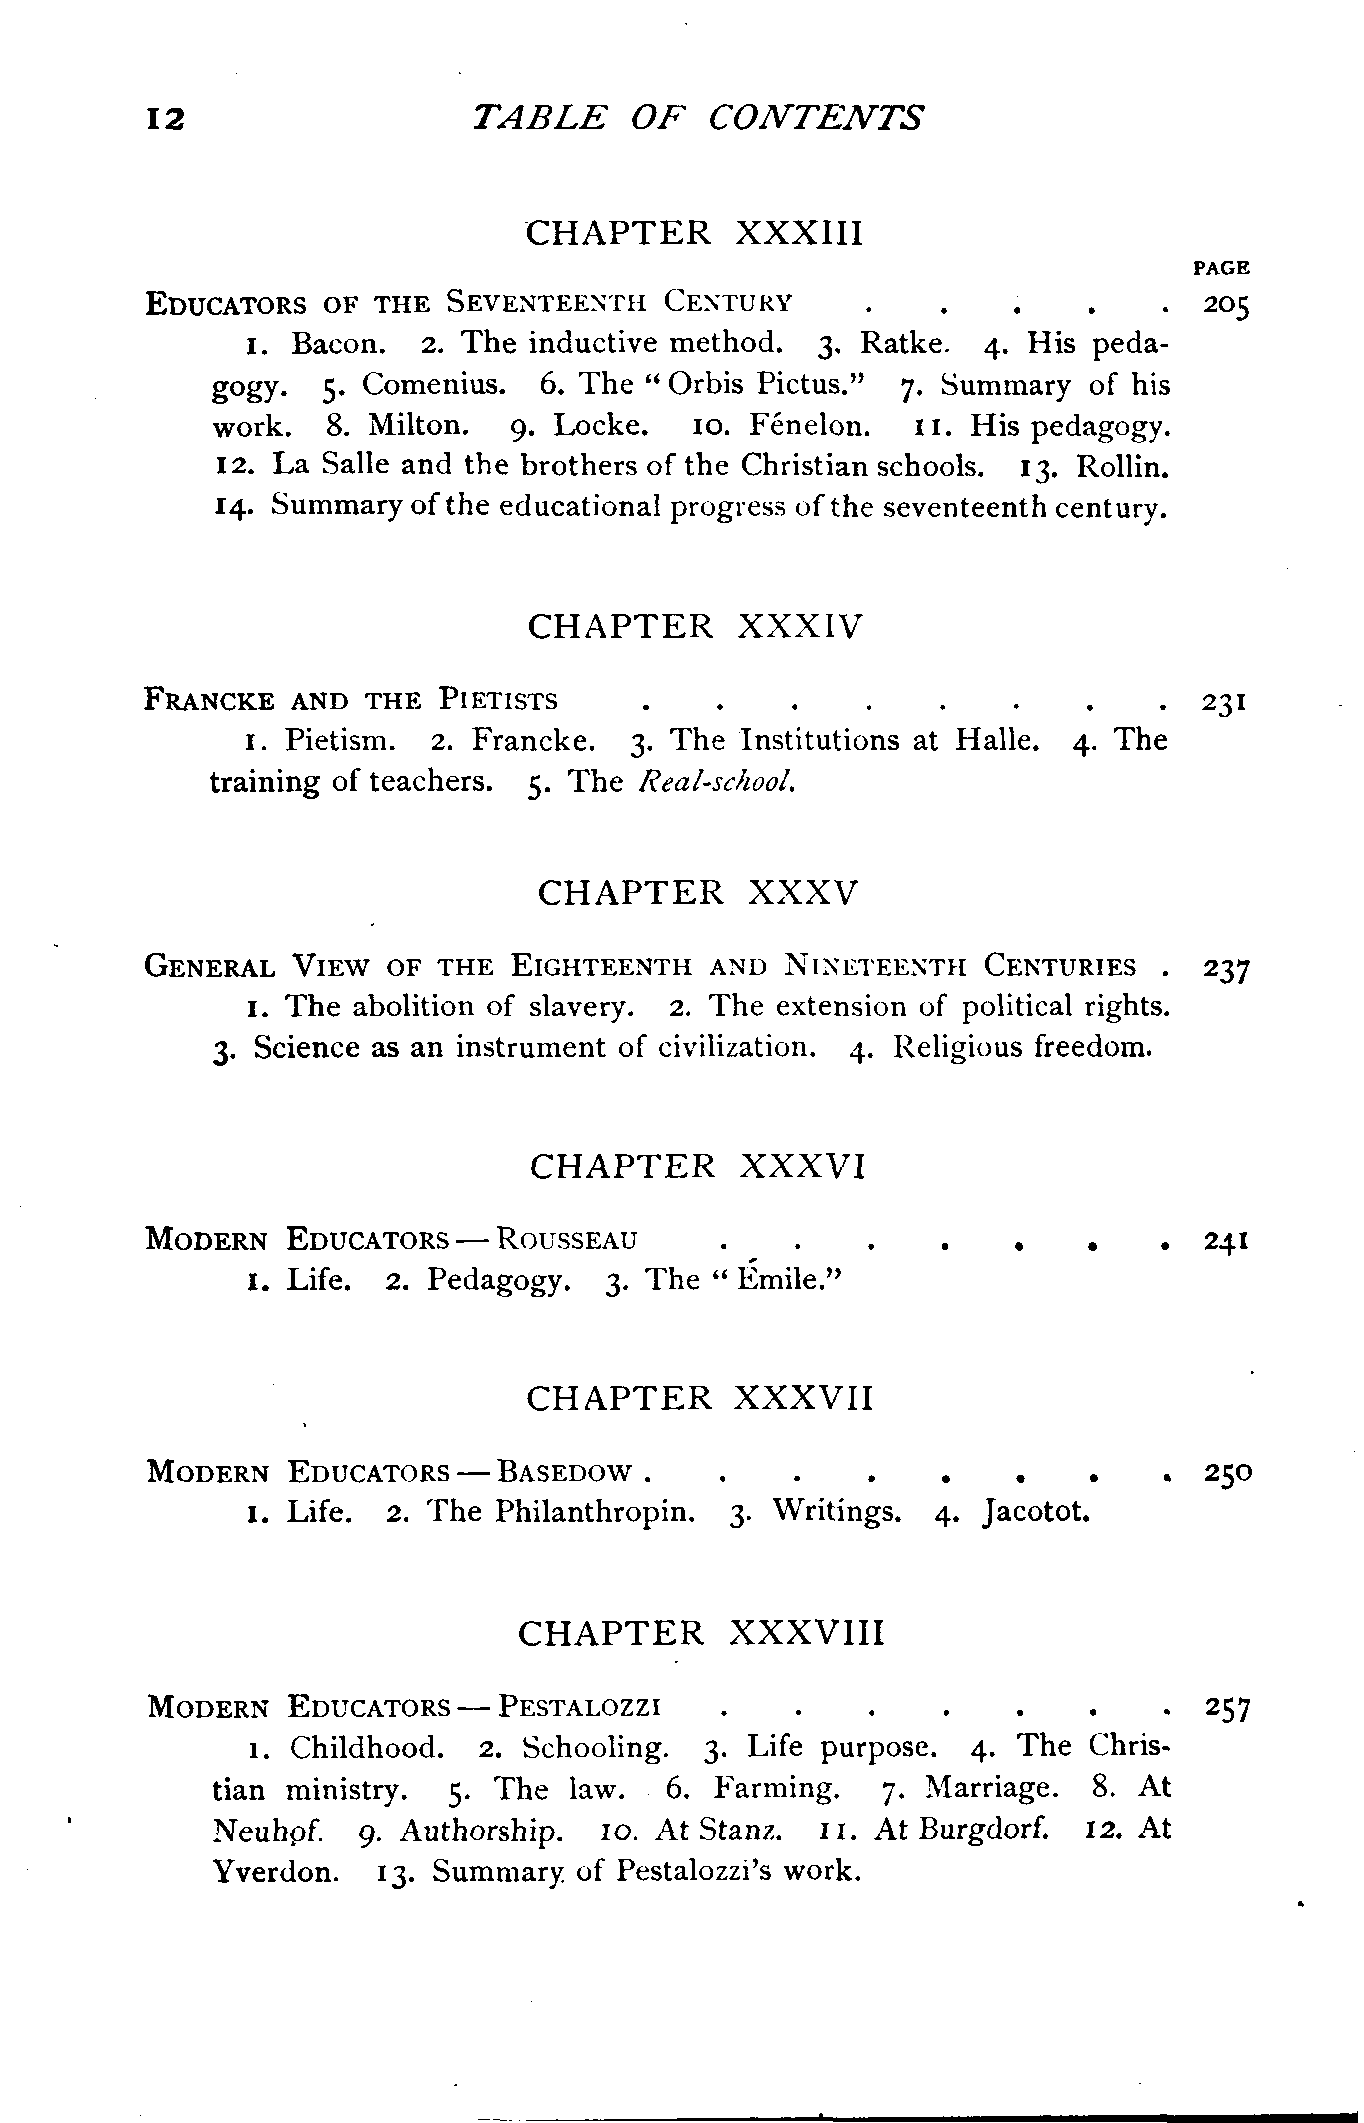 12 TABLE OF CONTENTS
CHAPTER XXXIII
PAGE
EDUCATORS OF THE SEVENTEENTH CENTURY . . . . . 205
1. Bacon. 2. The inductive method. 3. Ratke. 4. His peda-
gogy. 5. Comenius. 6. The “Orbis Pictus.” 7. Summary of his
work. 8. Milton. 9. Locke. 10. Fénelon. 11. His pedagogy.
12. La Salle and the brothers of the Christian schools. 13. Rollin.
14. Summary of the educational progress of the seventeenth century.
CHAPTER XXXIV
FRANCKE AND THE PIETISTS . . . . . . . . 231
1. Pietism. 2. Francke. 3. The Institutions at Halle. 4. The
training of teachers. 5. The Real-school.
CHAPTER XXXV
GENERAL VIEW OF THE EIGHTEENTH AND NINETEENTH CENTURIES . 237
1. The abolition of slavery. 2. The extension of political rights.
3. Science as an instrument of civilization. 4. Religious freedom.
CHAPTER XXXVI
MODERN EDUCATORS — ROUSSEAU . . . . . . . 241
1. Life. 2. Pedagogy. 3. The “Émile.”
CHAPTER XXXVII
MODERN EDUCATORS — BASEDOW . . . . . . . . 250
1. Life. 2. The Philanthropin. 3. Writings. 4. Jacotot.
CHAPTER XXXVIII
MODERN EDUCATORS — PESTALOZZI . . . . . . . 257
1. Childhood. 2. Schooling. 3. Life purpose. 4. The Chris-
tian ministry. 5. The law. 6. Farming. 7. Marriage. 8. At
Neuhof. 9. Authorship. 10. At Stanz. 11. At Burgdorf. 12. At
Yverdon. 13. Summary of Pestalozzi's work.